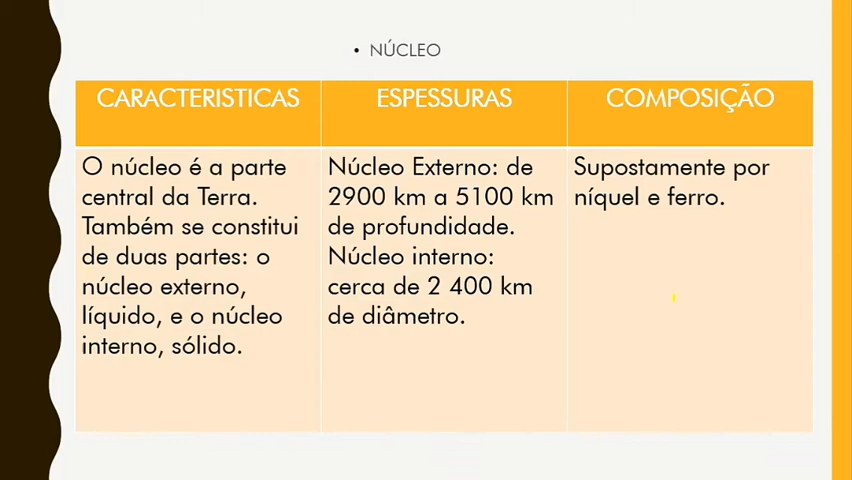 • NÚCLEO
CARACTERISTICAS
ESPESSURAS
COMPOSIÇÃO
O núcleo é a parte
central da Terra.
Também se constitui
de duas partes: o
núcleo externo,
líquido, e o núcleo
interno, sólido.
Núcleo Externo: de
2900 km a 5100 km
de profundidade.
Núcleo interno:
cerca de 2 400 km
de diâmetro.
Supostamente por
níquel e ferro.